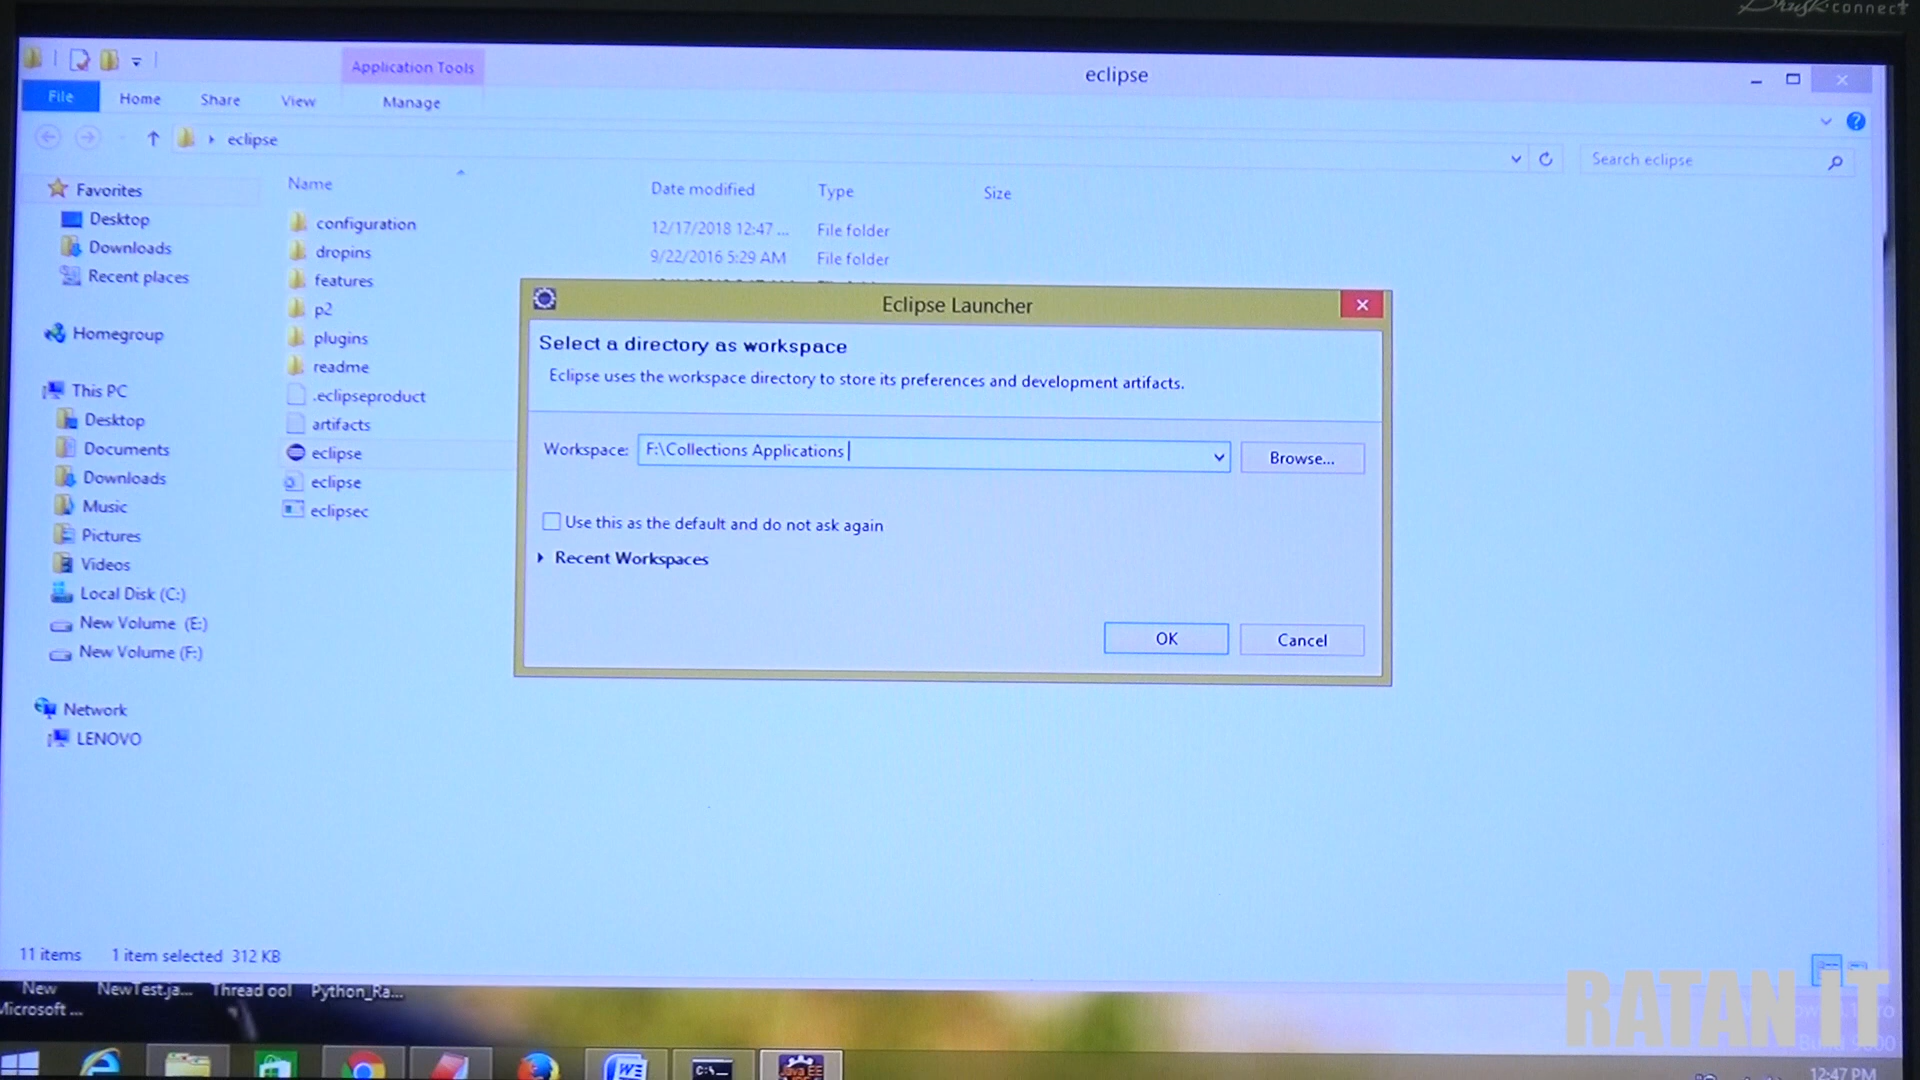 connect
Application Tools
eclipse
File Home Share View Manage
eclipse
Search eclipse
Name Date modified Type Size
Favorites
Desktop
Downloads
Recent places
Homegroup
This PC
Desktop
Documents
Downloads
Music
Pictures
Videos
Local Disk (C:)
New Volume (E:)
New Volume (F:)
Network
LENOVO
configuration 12/17/2018 12:47 ... File folder
dropins 9/22/2016 5:29 AM File folder
features
p2
plugins
readme
.eclipseproduct
artifacts
eclipse
eclipse
eclipsec
Eclipse Launcher
Select a directory as workspace
Eclipse uses the workspace directory to store its preferences and development artifacts.
Workspace: F:\Collections Applications
Browse...
Use this as the default and do not ask again
Recent Workspaces
OK Cancel
11 items 1 item selected 312 KB
New NewTest.ja... Thread ool Python_Ra...
Microsoft ...
RATAN IT
C:\
Java EE
12:47 PM